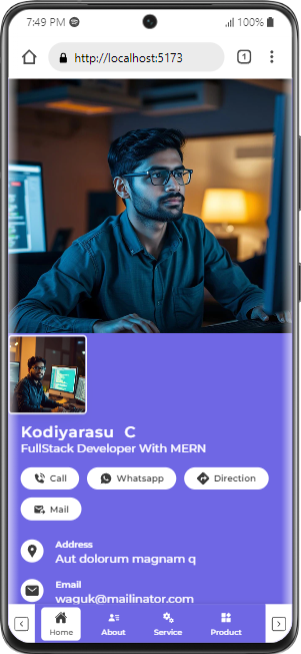 7:49 PM
100%
http://localhost:5173
1
Kodiyarasu C
FullStack Developer With MERN
Call
Whatsapp
Direction
Mail
Address
Aut dolorum magnam q
Email
waguk@mailinator.com
Home
About
Service
Product